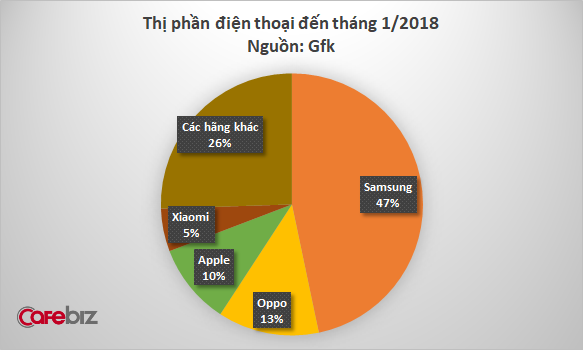 Thị phần điện thoại đến tháng 1/2018
Nguồn: Gfk
Các hãng khác
26%
Samsung
47%
Xiaomi
5%
Apple
10%
Oppo
13%
CaFeBiz